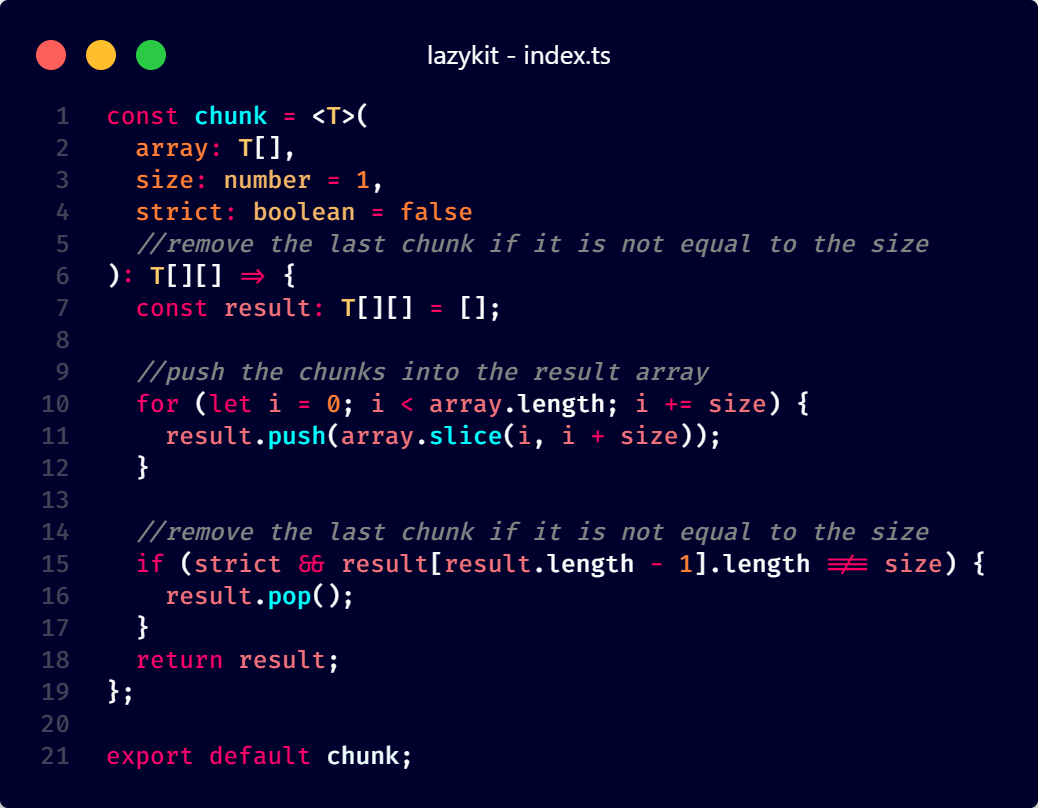 lazykit - index.ts
1 const chunk = <T>(
2   array: T[],
3   size: number = 1,
4   strict: boolean = false
5   //remove the last chunk if it is not equal to the size
6 ): T[][] => {
7   const result: T[][] = [];
8
9   //push the chunks into the result array
10   for (let i = 0; i < array.length; i += size) {
11     result.push(array.slice(i, i + size));
12   }
13
14   //remove the last chunk if it is not equal to the size
15   if (strict && result[result.length - 1].length !== size) {
16     result.pop();
17   }
18   return result;
19 };
20
21 export default chunk;